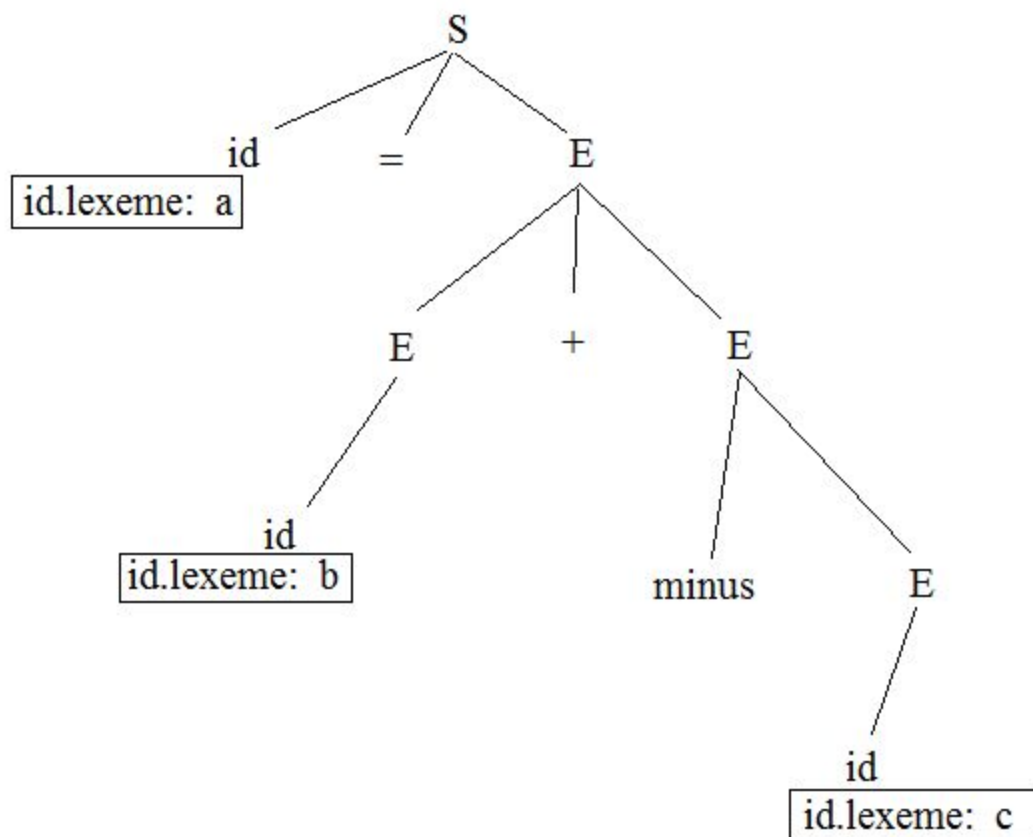 S
id = E
id.lexeme: a
E + E
id
id.lexeme: b
minus E
id
id.lexeme: c